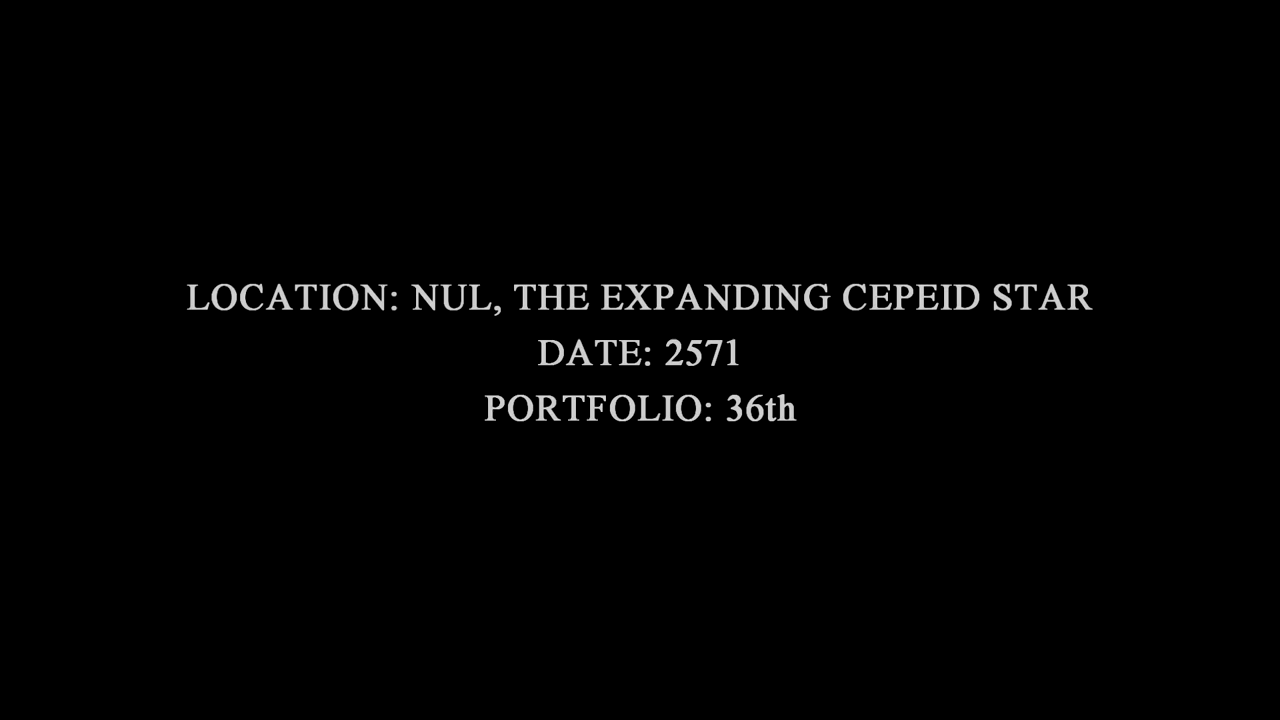 LOCATION: NUL, THE EXPANDING CEPEID STAR
DATE: 2571
PORTFOLIO: 36th